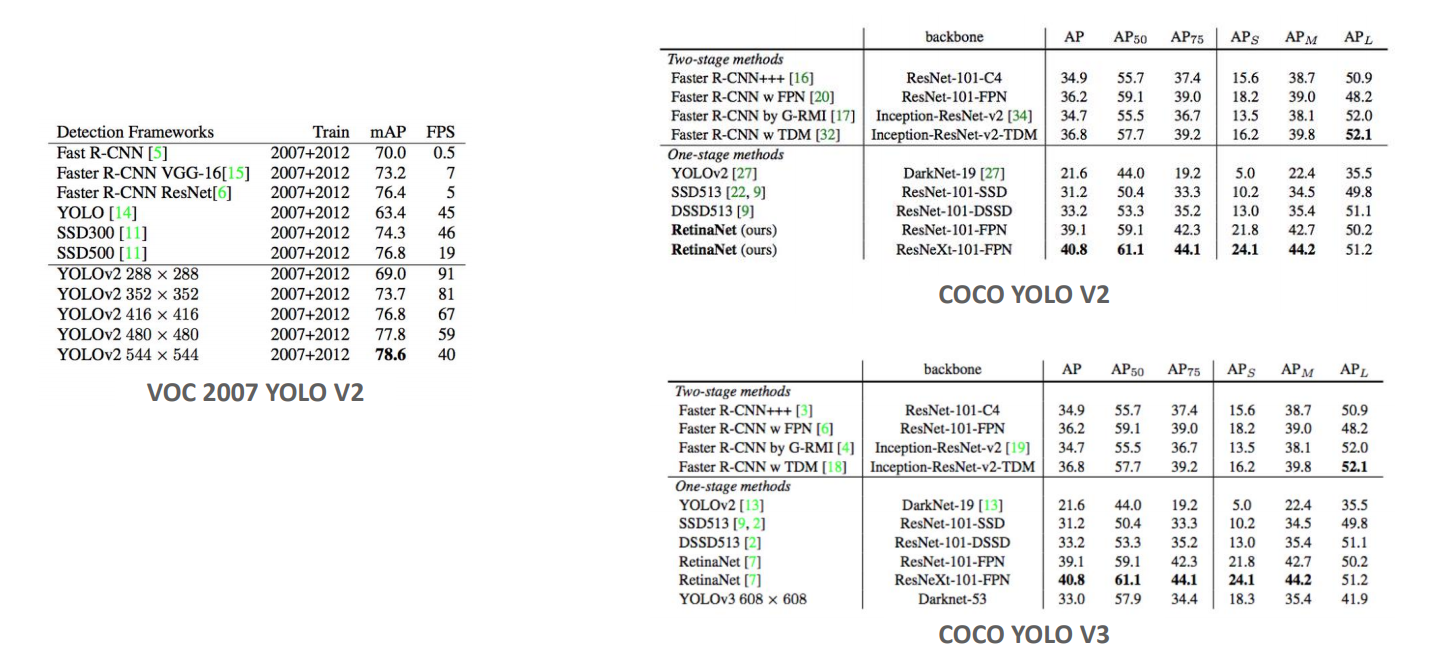 Detection Frameworks Train mAP FPS
Fast R-CNN [5] 2007+2012 70.0 0.5
Faster R-CNN VGG-16[15] 2007+2012 73.2 7
Faster R-CNN ResNet[6] 2007+2012 76.4 5
YOLO [14] 2007+2012 63.4 45
SSD300 [11] 2007+2012 74.3 46
SSD500 [11] 2007+2012 76.8 19
YOLOv2 288 × 288 2007+2012 69.0 91
YOLOv2 352 × 352 2007+2012 73.7 81
YOLOv2 416 × 416 2007+2012 76.8 67
YOLOv2 480 × 480 2007+2012 77.8 59
YOLOv2 544 × 544 2007+2012 78.6 40
VOC 2007 YOLO V2
backbone AP AP50 AP75 APS APM APL
Two-stage methods
Faster R-CNN+++ [16] ResNet-101-C4 34.9 55.7 37.4 15.6 38.7 50.9
Faster R-CNN w FPN [20] ResNet-101-FPN 36.2 59.1 39.0 18.2 39.0 48.2
Faster R-CNN by G-RMI [17] Inception-ResNet-v2 [34] 34.7 55.5 36.7 13.5 38.1 52.0
Faster R-CNN w TDM [32] Inception-ResNet-v2-TDM 36.8 57.7 39.2 16.2 39.8 52.1
One-stage methods
YOLOv2 [27] DarkNet-19 [27] 21.6 44.0 19.2 5.0 22.4 35.5
SSD513 [22, 9] ResNet-101-SSD 31.2 50.4 33.3 10.2 34.5 49.8
DSSD513 [9] ResNet-101-DSSD 33.2 53.3 35.2 13.0 35.4 51.1
RetinaNet (ours) ResNet-101-FPN 39.1 59.1 42.3 21.8 42.7 50.2
RetinaNet (ours) ResNeXt-101-FPN 40.8 61.1 44.1 24.1 44.2 51.2
COCO YOLO V2
backbone AP AP50 AP75 APS APM APL
Two-stage methods
Faster R-CNN+++ [3] ResNet-101-C4 34.9 55.7 37.4 15.6 38.7 50.9
Faster R-CNN w FPN [6] ResNet-101-FPN 36.2 59.1 39.0 18.2 39.0 48.2
Faster R-CNN by G-RMI [4] Inception-ResNet-v2 [19] 34.7 55.5 36.7 13.5 38.1 52.0
Faster R-CNN w TDM [18] Inception-ResNet-v2-TDM 36.8 57.7 39.2 16.2 39.8 52.1
One-stage methods
YOLOv2 [13] DarkNet-19 [13] 21.6 44.0 19.2 5.0 22.4 35.5
SSD513 [9, 2] ResNet-101-SSD 31.2 50.4 33.3 10.2 34.5 49.8
DSSD513 [2] ResNet-101-DSSD 33.2 53.3 35.2 13.0 35.4 51.1
RetinaNet [7] ResNet-101-FPN 39.1 59.1 42.3 21.8 42.7 50.2
RetinaNet [7] ResNeXt-101-FPN 40.8 61.1 44.1 24.1 44.2 51.2
YOLOv3 608 × 608 Darknet-53 33.0 57.9 34.4 18.3 35.4 41.9
COCO YOLO V3